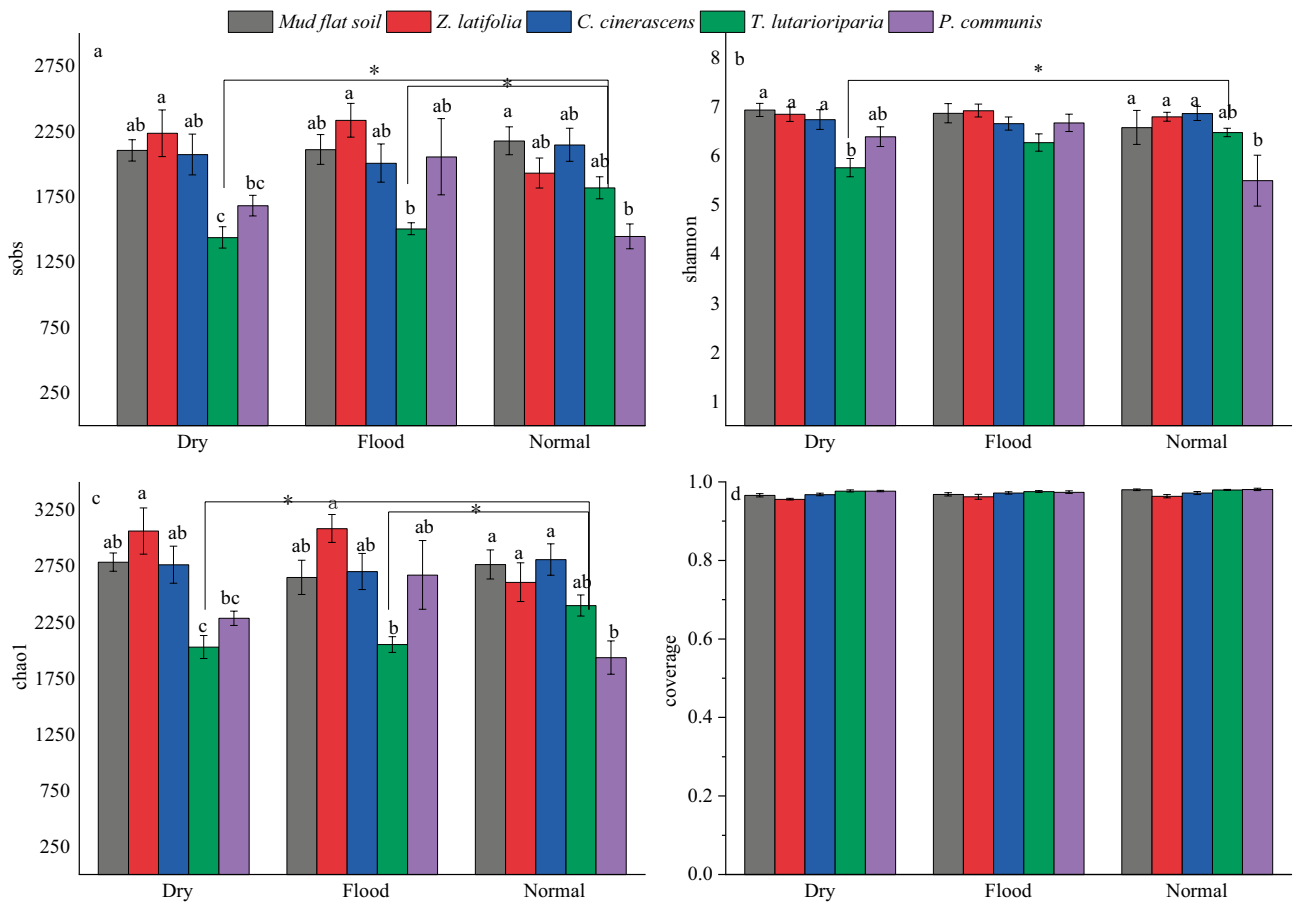 Mud flat soil Z. latifolia C. cinerascens T. lutarioriparia P. communis
a
2750
2250
1750
1250
750
250
sobs
ab a ab c bc
ab a ab b ab
a ab ab ab b
* *
Dry Flood Normal
b
8
7
6
5
4
3
2
1
shannon
a a a b ab
a a a ab b
*
Dry Flood Normal
c
3250
2750
2250
1750
1250
750
250
chao1
ab a ab c bc
ab a ab b ab
a a a ab b
* *
Dry Flood Normal
d
1.0
0.8
0.6
0.4
0.2
0.0
coverage
Dry Flood Normal